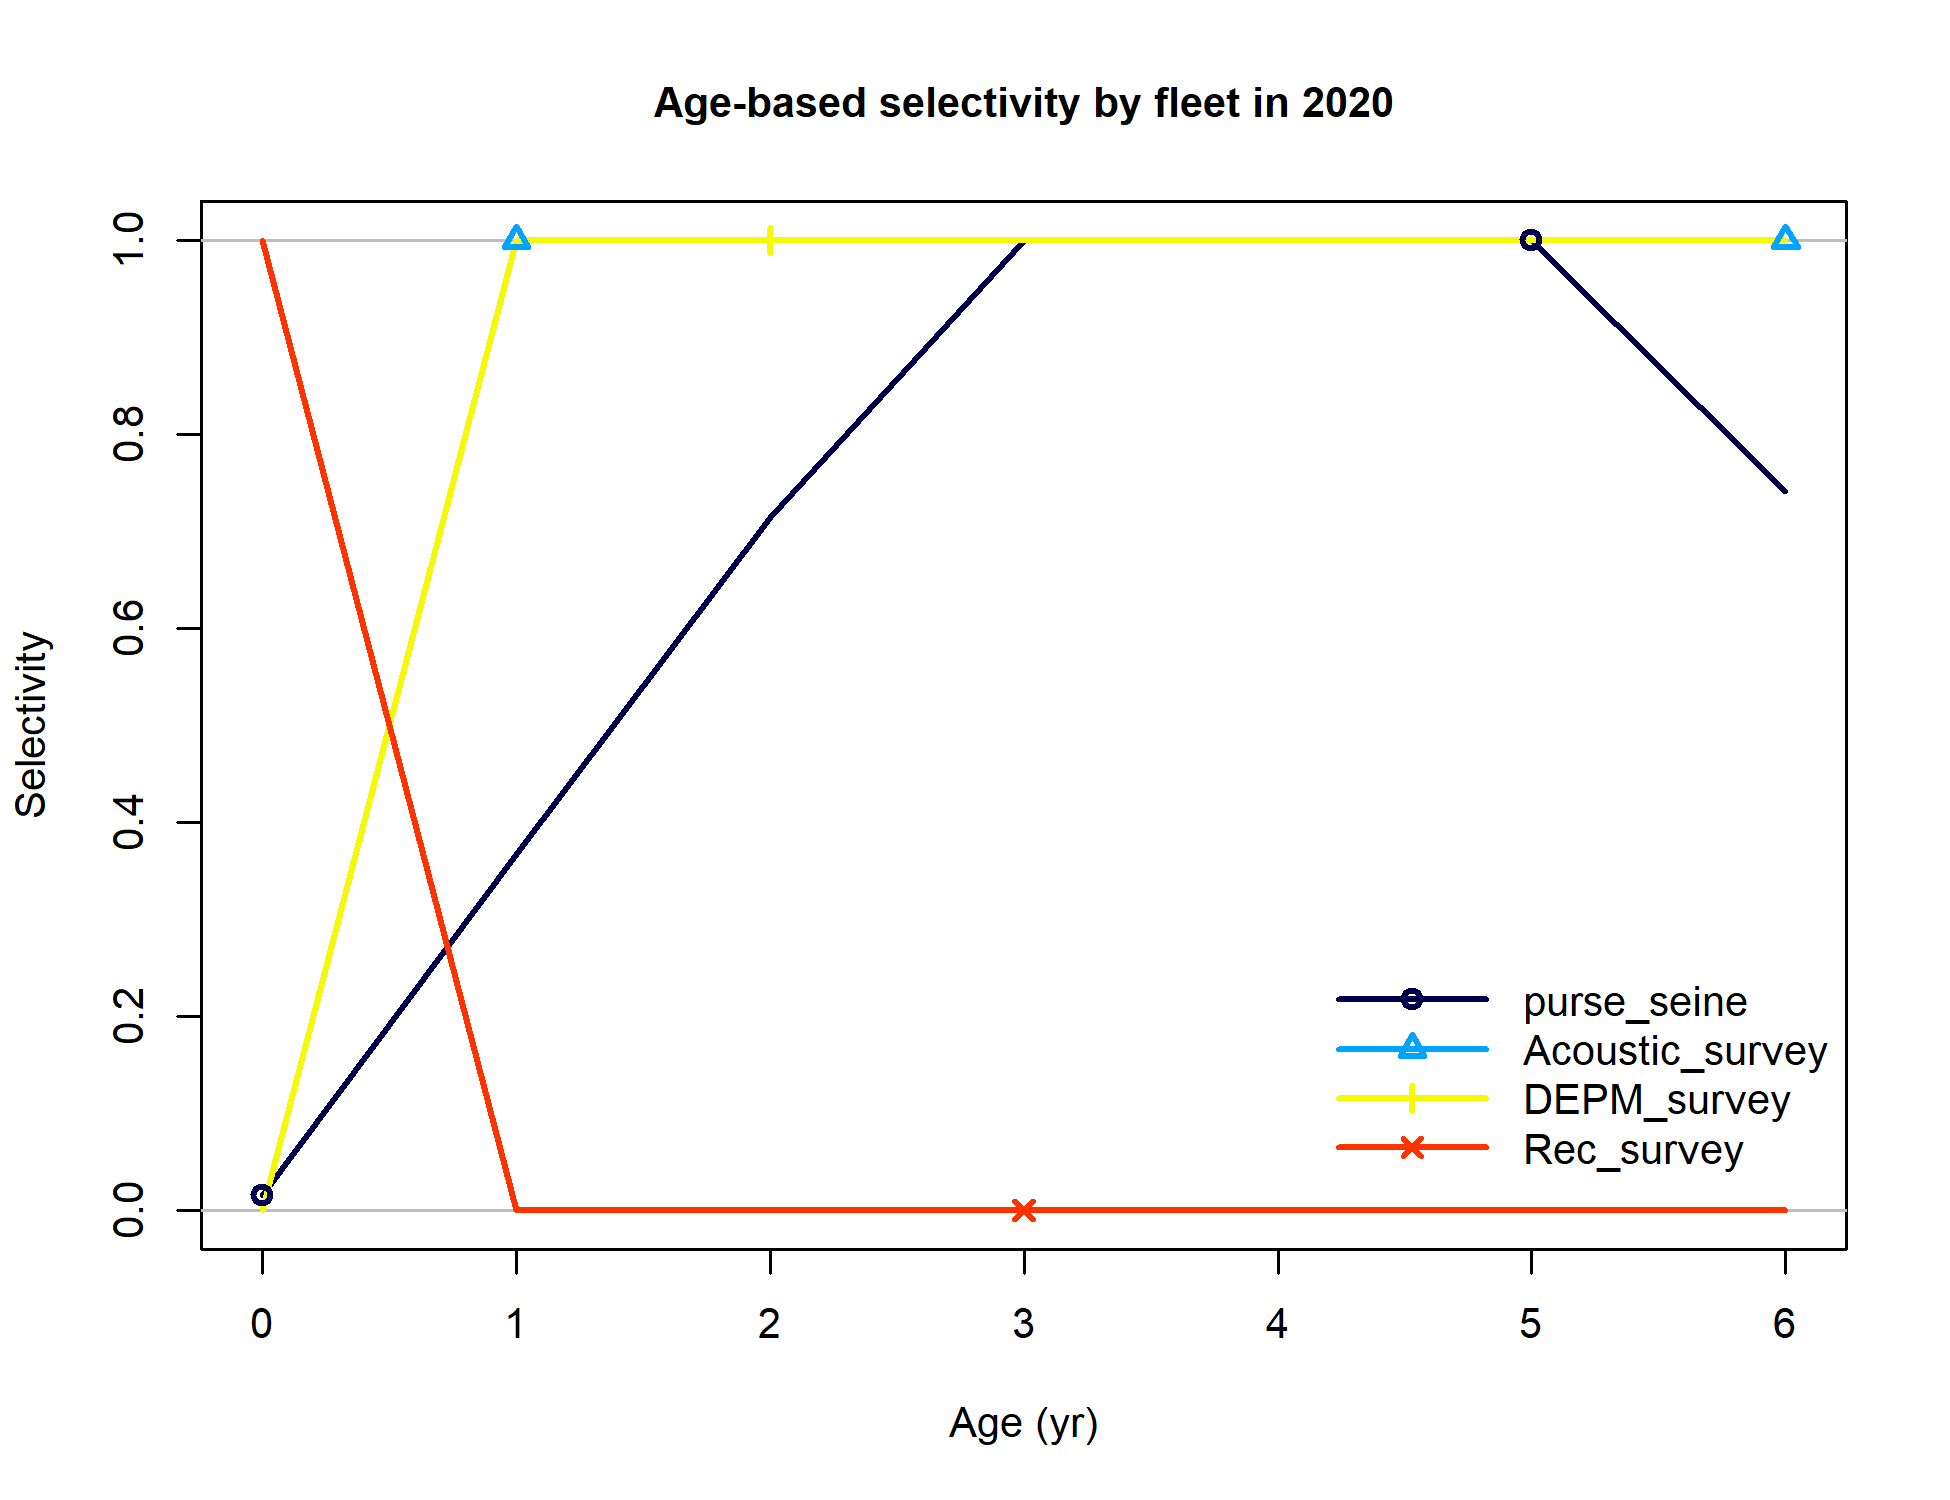 Age-based selectivity by fleet in 2020
Selectivity
1.0
0.8
0.6
0.4
0.2
0.0
purse_seine
Acoustic_survey
DEPM_survey
Rec_survey
0 1 2 3 4 5 6
Age (yr)